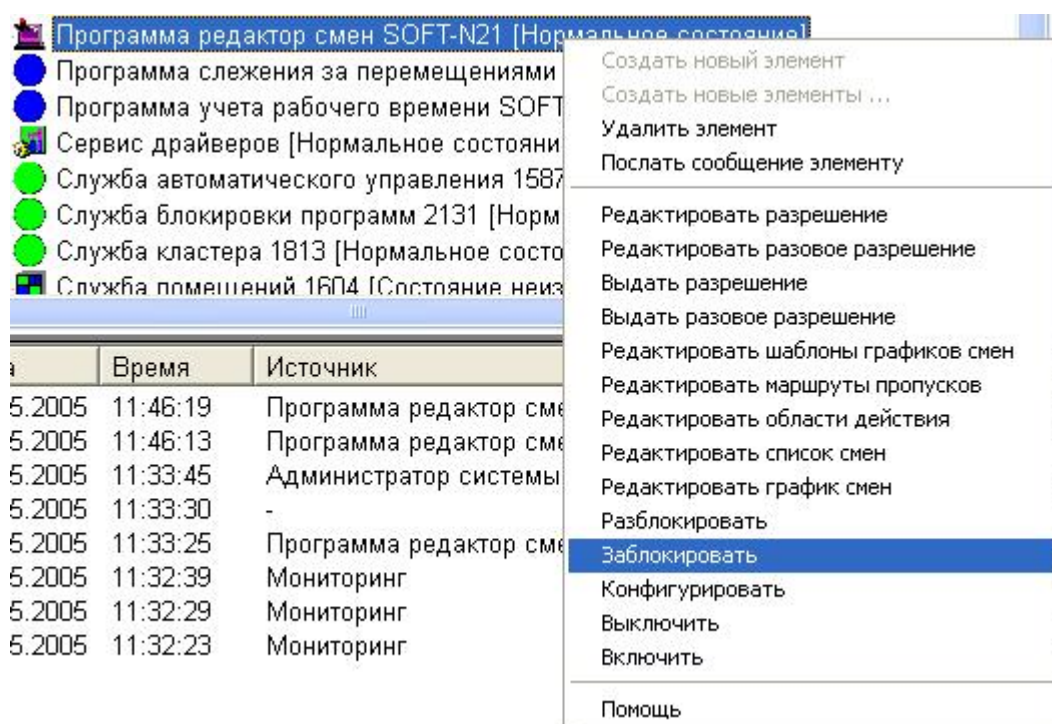 Программа редактор смен SOFT-N21 [Нормальное состояние]
Программа слежения за перемещениями
Программа учета рабочего времени SOFT
Сервис драйверов [Нормальное состояни
Служба автоматического управления 1587
Служба блокировки программ 2131 [Норм
Служба кластера 1813 [Нормальное состо
Служба помещений 1604 [Состояние неиз
Создать новый элемент
Создать новые элементы ...
Удалить элемент
Послать сообщение элементу
Редактировать разрешение
Редактировать разовое разрешение
Выдать разрешение
Выдать разовое разрешение
Редактировать шаблоны графиков смен
Редактировать маршруты пропусков
Редактировать области действия
Редактировать список смен
Редактировать график смен
Разблокировать
Заблокировать
Конфигурировать
Выключить
Включить
Помощь
а Время Источник
5.2005 11:46:19 Программа редактор сме
5.2005 11:46:13 Программа редактор сме
5.2005 11:33:45 Администратор системы
5.2005 11:33:30 -
5.2005 11:33:25 Программа редактор сме
5.2005 11:32:39 Мониторинг
5.2005 11:32:29 Мониторинг
5.2005 11:32:23 Мониторинг